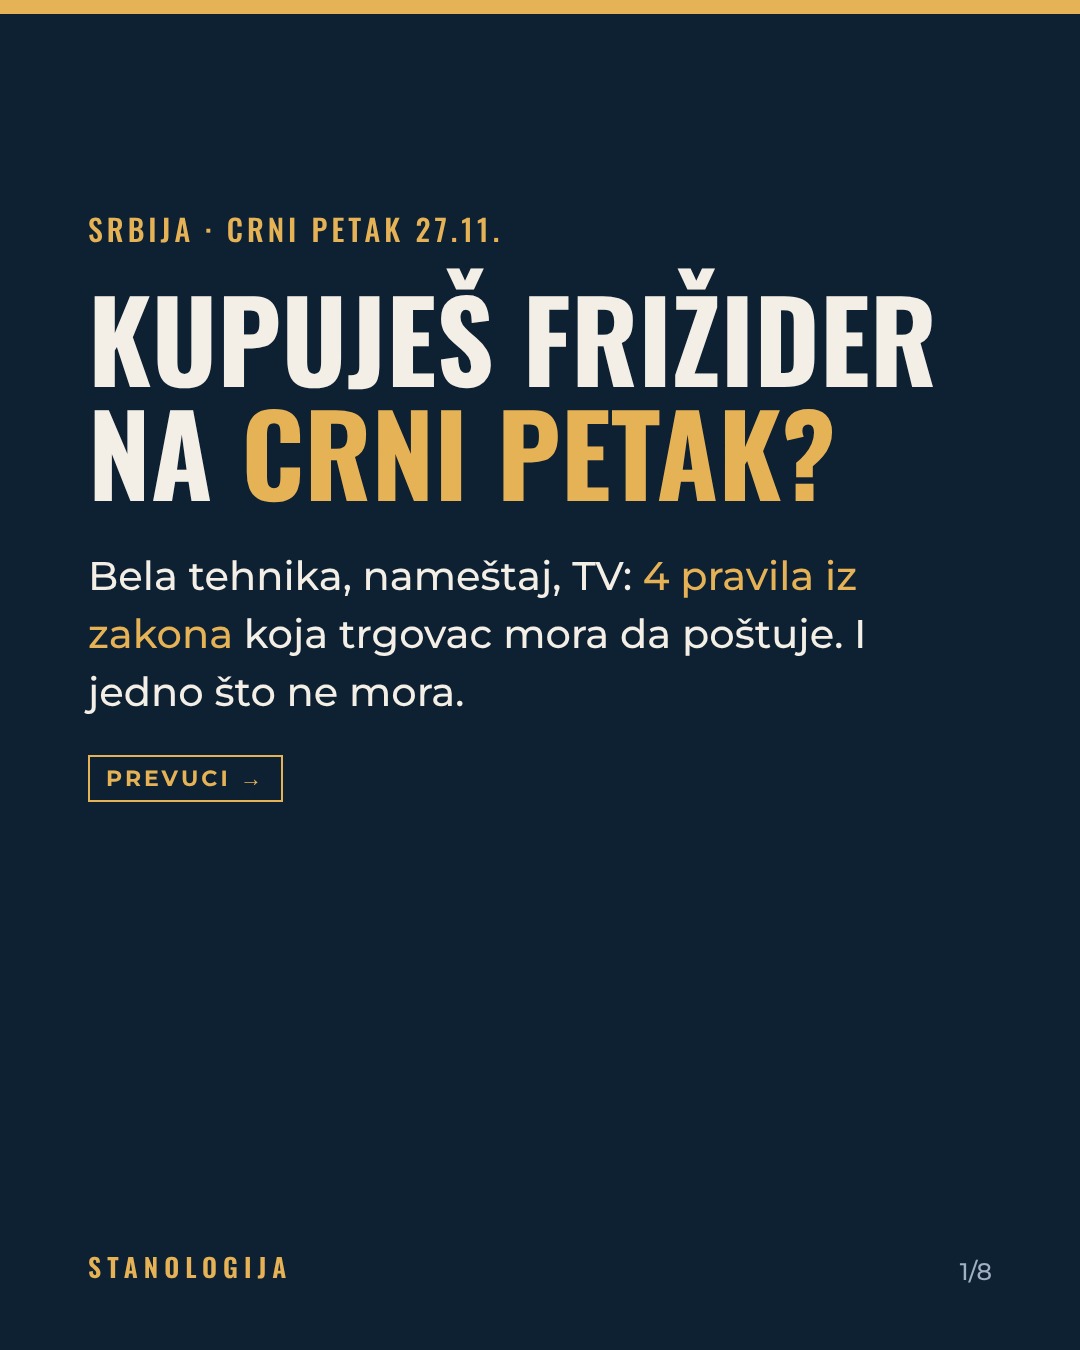 SRBIJA · CRNI PETAK 27.11.
KUPUJEŠ FRIŽIDER
NA CRNI PETAK?
Bela tehnika, nameštaj, TV: 4 pravila iz
zakona koja trgovac mora da poštuje. I
jedno što ne mora.
PREVUCI →
STANOLOGIJA
1/8